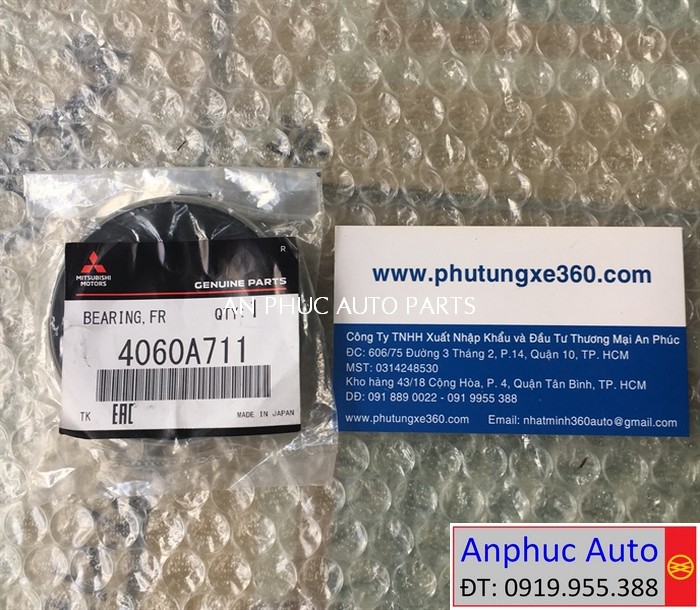 R
MITSUBISHI
MOTORS
GENUINE PARTS
BEARING, FR QTY: 1
4060A711
TK EAC MADE IN JAPAN
AN PHUC AUTO PARTS
www.phutungxe360.com
Công Ty TNHH Xuất Nhập Khẩu và Đầu Tư Thương Mại An Phúc
ĐC: 606/75 Đường 3 Tháng 2, P.14, Quận 10, TP. HCM
MST: 0314248530
Kho hàng 43/18 Cộng Hòa, P. 4, Quận Tân Bình, TP. HCM
DĐ: 091 889 0022 - 091 9955 388
www.phutungxe360.com Email: nhatminh360auto@gmail.com
Anphuc Auto
ĐT: 0919.955.388